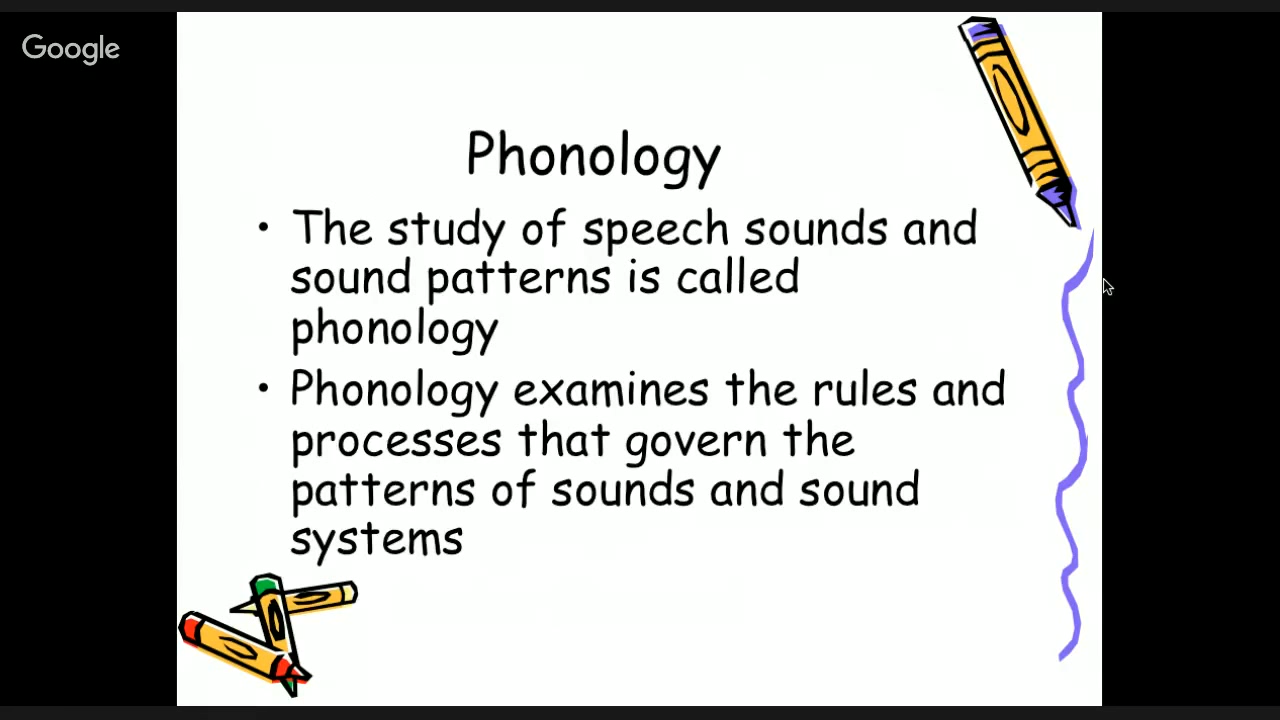 Google
Phonology
• The study of speech sounds and
sound patterns is called
phonology
• Phonology examines the rules and
processes that govern the
patterns of sounds and sound
systems